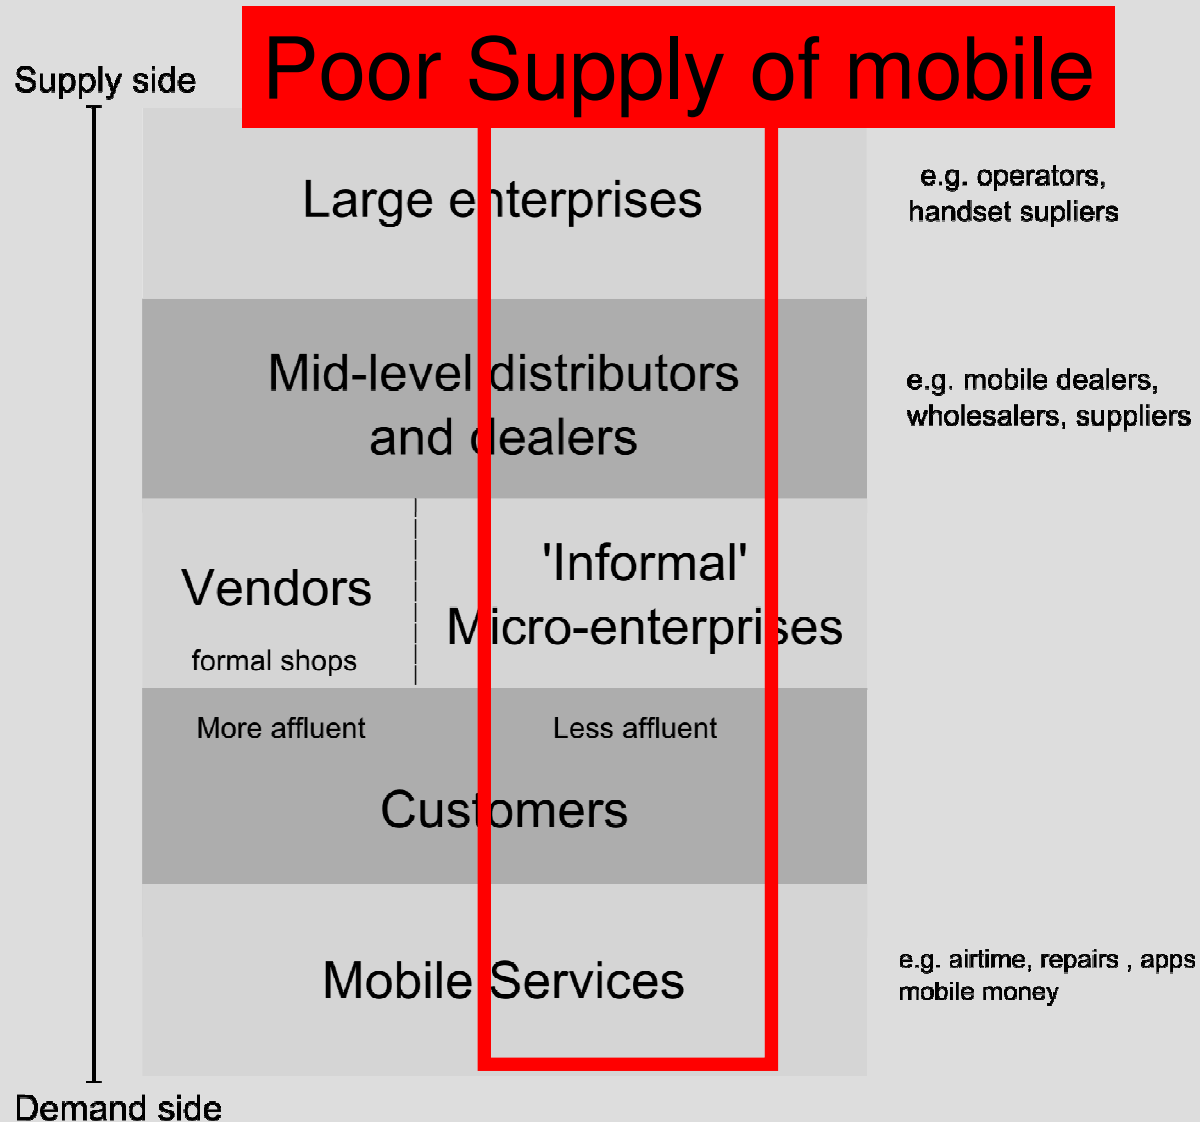 Poor Supply of mobile
Supply side
Large enterprises
e.g. operators,
handset supliers
Mid-level distributors
and dealers
e.g. mobile dealers,
wholesalers, suppliers
Vendors
formal shops
'Informal'
Micro-enterprises
More affluent
Less affluent
Customers
Mobile Services
e.g. airtime, repairs , apps
mobile money
Demand side